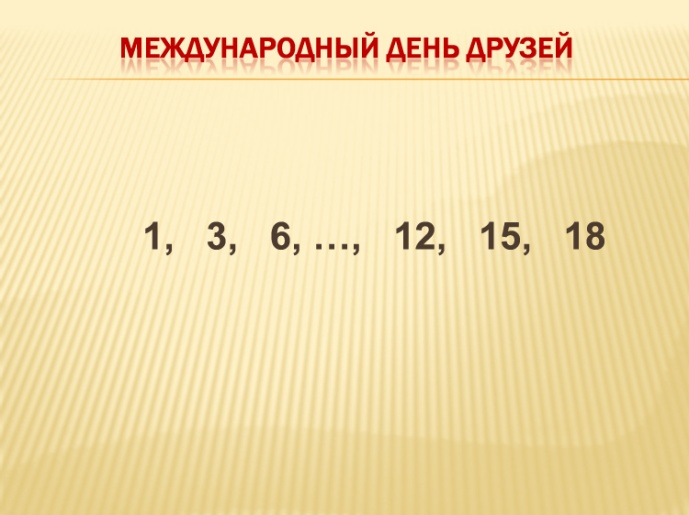 МЕЖДУНАРОДНЫЙ ДЕНЬ ДРУЗЕЙ
1, 3, 6, …, 12, 15, 18